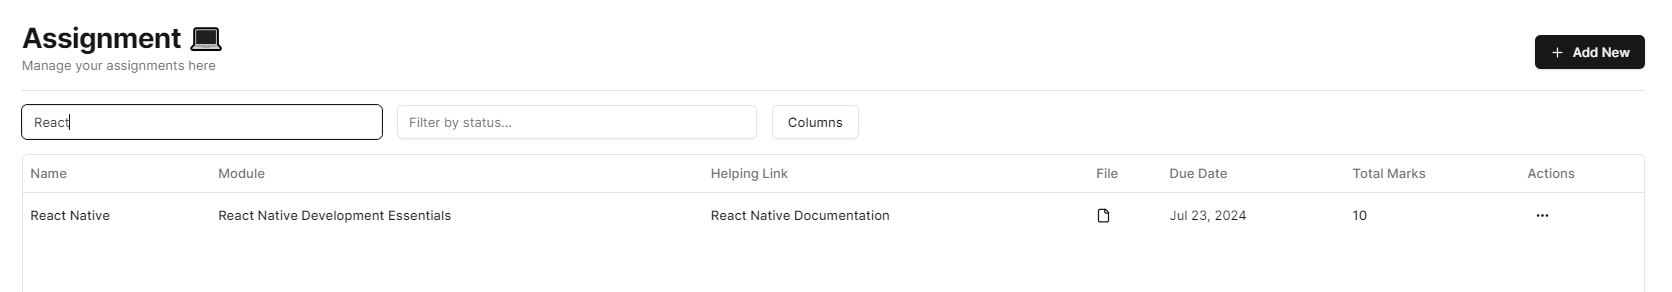 Assignment
Manage your assignments here
+ Add New
React
Filter by status...
Columns
Name Module Helping Link File Due Date Total Marks Actions
React Native React Native Development Essentials React Native Documentation Jul 23, 2024 10 ...